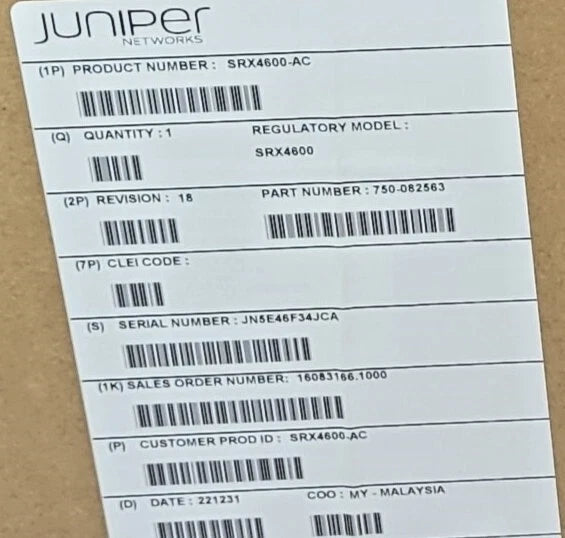 JUNIPER
NETWORKS
(1P) PRODUCT NUMBER : SRX4600-AC
(Q) QUANTITY : 1 REGULATORY MODEL :
SRX4600
(2P) REVISION : 18 PART NUMBER : 750-082563
(7P) CLEI CODE :
(S) SERIAL NUMBER : JN5E46F34JCA
(1K) SALES ORDER NUMBER: 16083166.1000
(P) CUSTOMER PROD ID : SRX4600-AC
(D) DATE : 221231 COO : MY - MALAYSIA